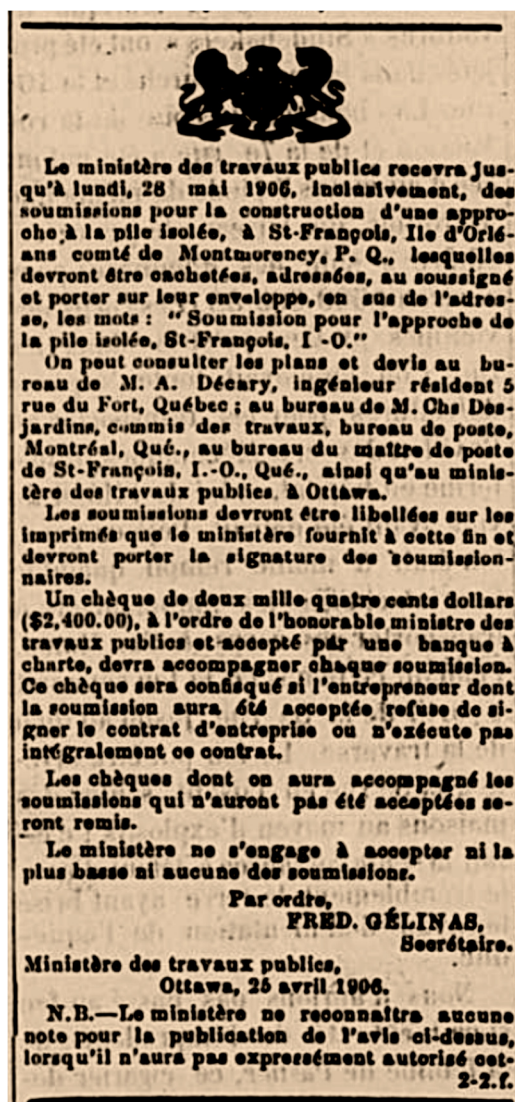 Le ministère des travaux publics recevra jus-
qu'à lundi, 28 mai 1906, inclusivement, des
soumissions pour la construction d'une appro-
che à la pile isolée, à St-François, Ile d'Orlé-
ans comté de Montmorency, P. Q., lesquelles
devront être cachetées, adressées, au soussigné
et porter sur leur enveloppe, en sus de l'adres-
se, les mots : "Soumission pour l'approche de
la pile isolée, St-François, I.-O."
On peut consulter les plans et devis au bu-
reau de M. A. Décary, ingénieur résident 5
rue du Fort, Québec ; au bureau de M. Chs Des-
jardins, commis des travaux, bureau de poste,
Montréal, Qué., au bureau du maître de poste
de St-François, I.-O., Qué., ainsi qu'au minis-
tère des travaux publics, à Ottawa.
Les soumissions devront être libellées sur les
imprimés que le ministère fournit à cette fin et
devront porter la signature des soumission-
naires.
Un chèque de deux mille quatre cents dollars
($2,400.00), à l'ordre de l'honorable ministre des
travaux publics et accepté par une banque à
charte, devra accompagner chaque soumission.
Ce chèque sera confisqué si l'entrepreneur dont
la soumission aura été acceptée refuse de si-
gner le contrat d'entreprise ou n'exécute pas
intégralement ce contrat.
Les chèques dont on aura accompagné les
soumissions qui n'auront pas été acceptées se-
ront remis.
Le ministère ne s'engage à accepter ni la
plus basse ni aucune des soumissions.
Par ordre,
FRED. GÉLINAS,
Secrétaire.
Ministère des travaux publics,
Ottawa, 25 avril 1906.
N.B.—Le ministère ne reconnaîtra aucune
note pour la publication de l'avis ci-dessus,
lorsqu'il n'aura pas expressément autorisé cet-
2-2.f.